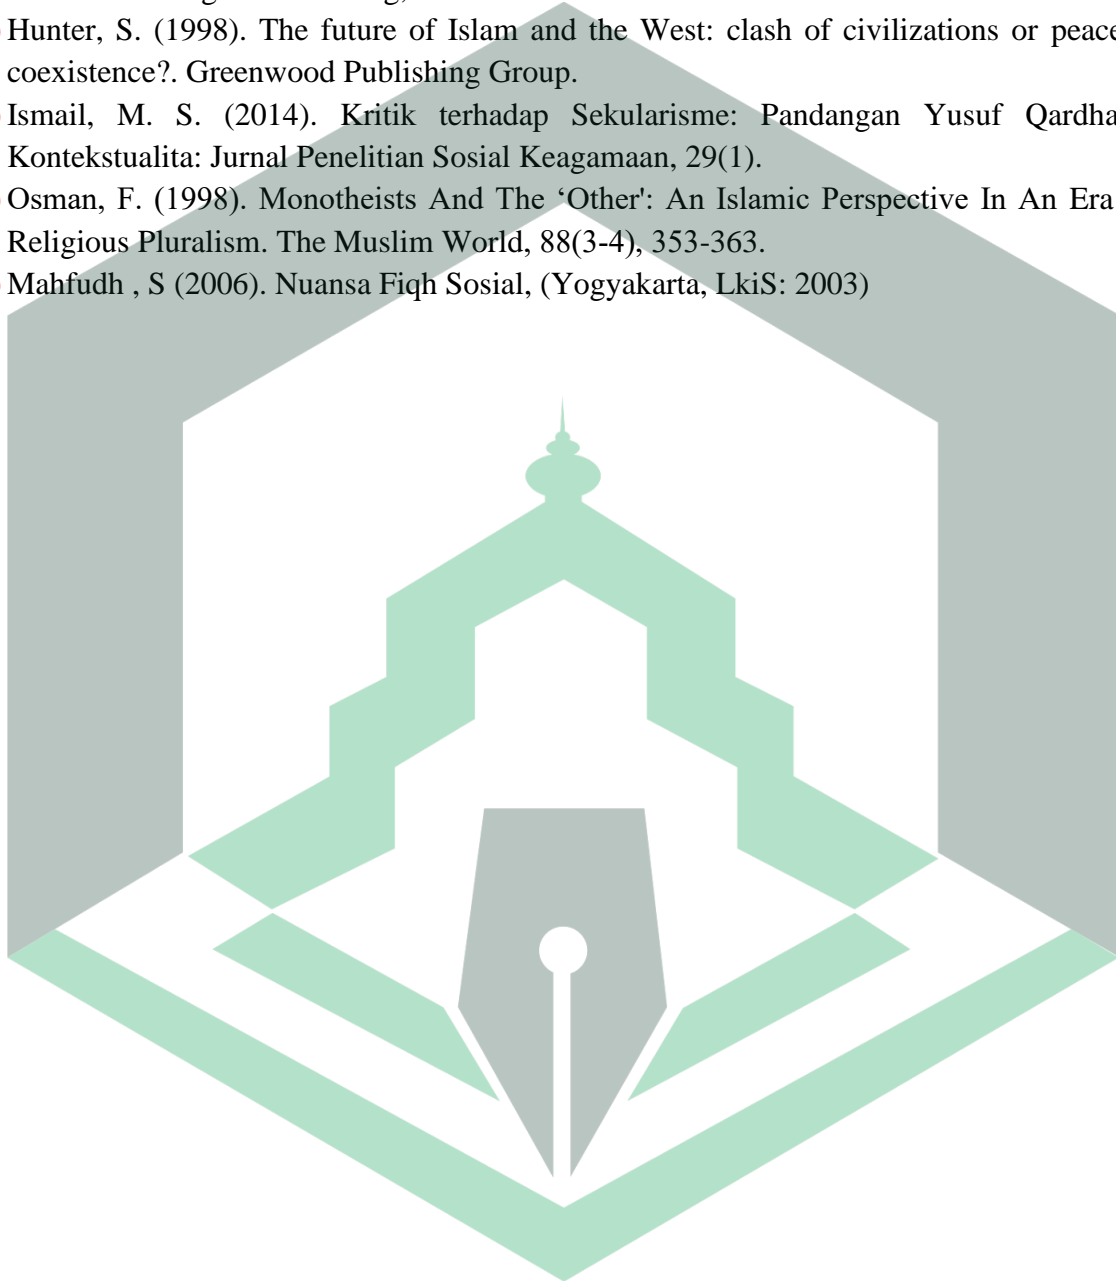 Hunter, S. (1998). The future of Islam and the West: clash of civilizations or peace
coexistence?. Greenwood Publishing Group.
Ismail, M. S. (2014). Kritik terhadap Sekularisme: Pandangan Yusuf Qardha
Kontekstualita: Jurnal Penelitian Sosial Keagamaan, 29(1).
Osman, F. (1998). Monotheists And The ‘Other': An Islamic Perspective In An Era
Religious Pluralism. The Muslim World, 88(3-4), 353-363.
Mahfudh , S (2006). Nuansa Fiqh Sosial, (Yogyakarta, LkiS: 2003)